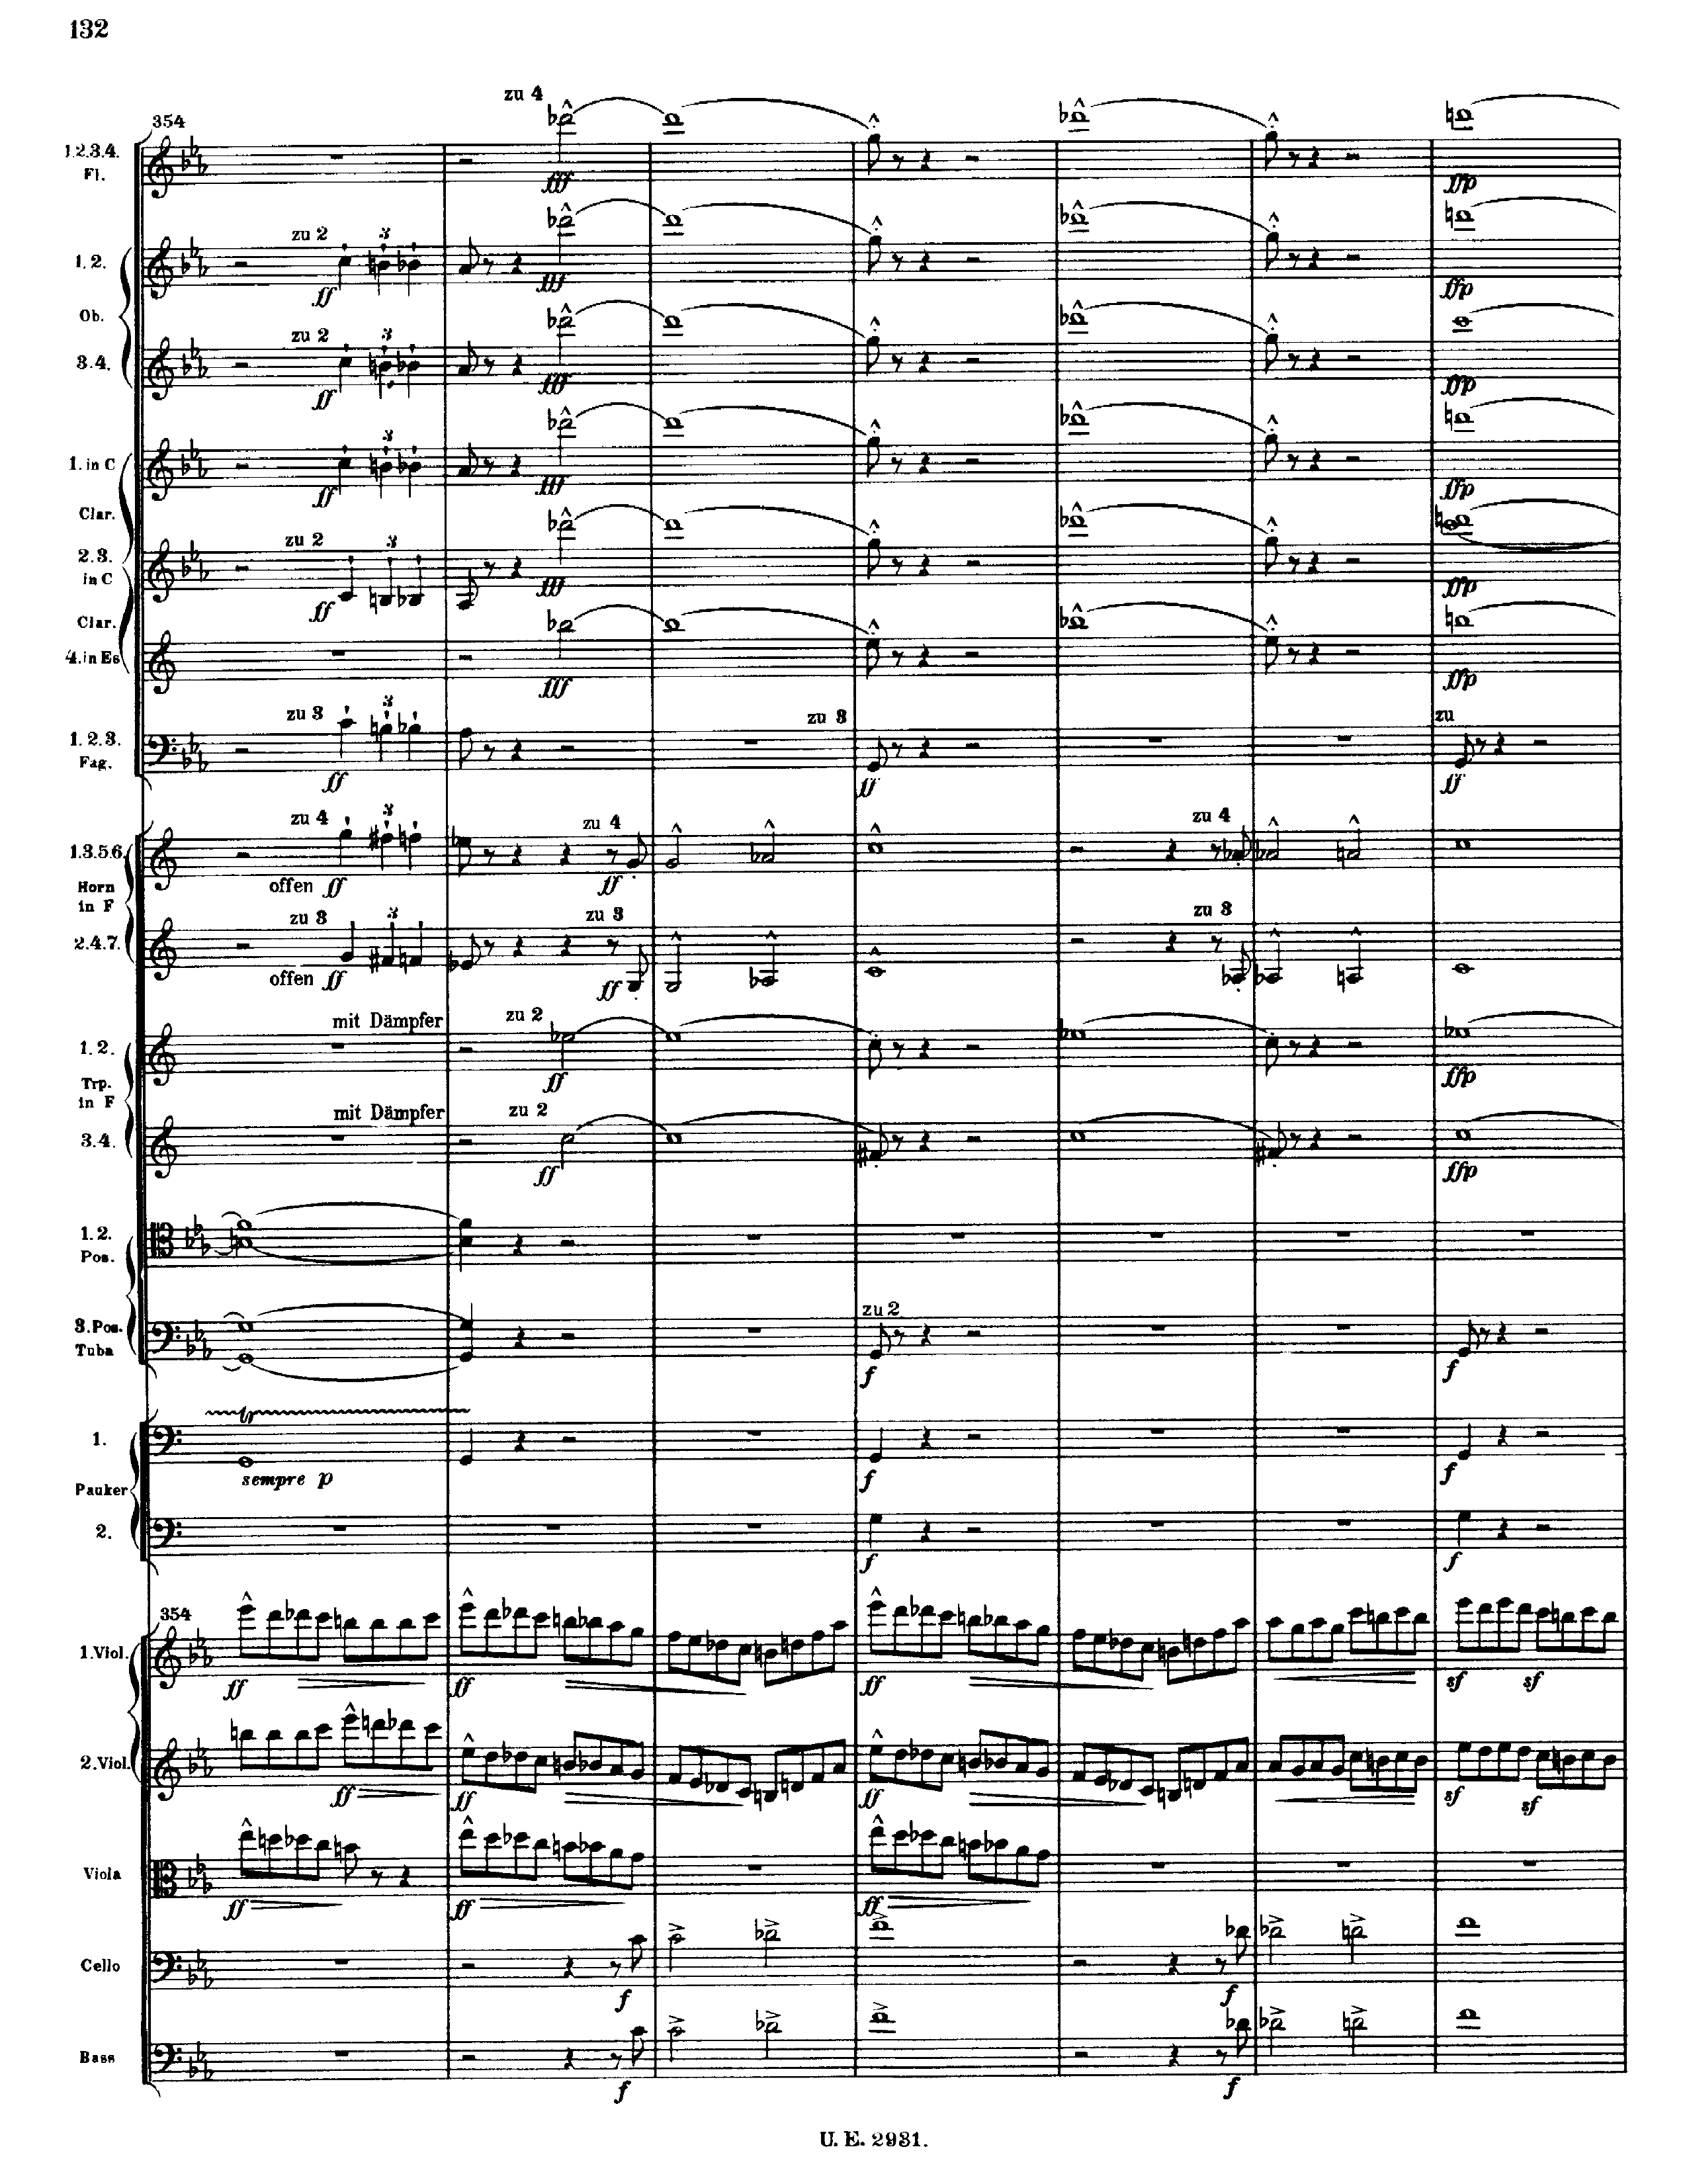 132
354
zu 4
1.2.3.4.
Fl.
fff
ffp
zu 2
3
1. 2.
ff
fff
ffp
Ob.
zu 2
3
3. 4.
ff
fff
ffp
3
1. in C
ff
fff
ffp
Clar.
zu 2
3
2. 3.
in C
ff
fff
ffp
Clar.
4. in Es
fff
ffp
zu 3
3
zu 3
zu
1. 2. 3.
Fag.
ff
ff
ff
zu 4
3
zu 4
zu 4
1.3.5.6.
offen ff
ff
Horn
in F
zu 3
3
zu 3
zu 3
2.4.7.
offen ff
ff
mit Dämpfer
zu 2
1. 2.
ff
ffp
Trp.
in F
mit Dämpfer
zu 2
3. 4.
ff
ffp
1. 2.
Pos.
zu 2
3. Pos.
Tuba
f
f
tr
1.
sempre p
f
f
Pauken
2.
f
f
354
1. Viol.
ff
ff
ff
sf
sf
2. Viol.
ff
ff
ff
sf
sf
Viola
ff
ff
ff
Cello
f
f
Bass
f
f
U. E. 2931.